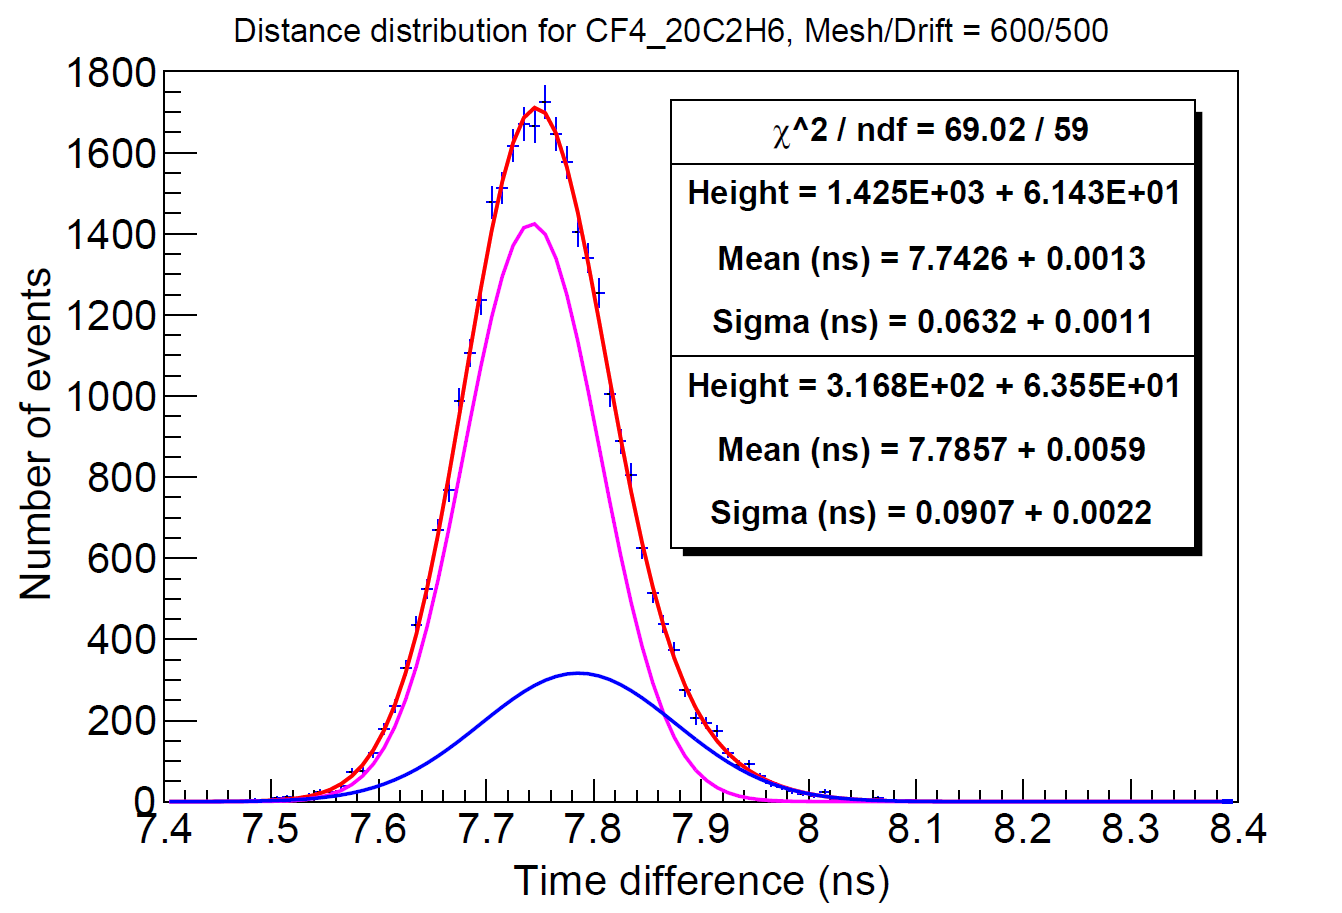 Distance distribution for CF4_20C2H6, Mesh/Drift = 600/500
1800
1600
1400
1200
1000
800
600
400
200
0
Number of events
χ^2 / ndf = 69.02 / 59
Height = 1.425E+03 + 6.143E+01
Mean (ns) = 7.7426 + 0.0013
Sigma (ns) = 0.0632 + 0.0011
Height = 3.168E+02 + 6.355E+01
Mean (ns) = 7.7857 + 0.0059
Sigma (ns) = 0.0907 + 0.0022
7.4 7.5 7.6 7.7 7.8 7.9 8 8.1 8.2 8.3 8.4
Time difference (ns)